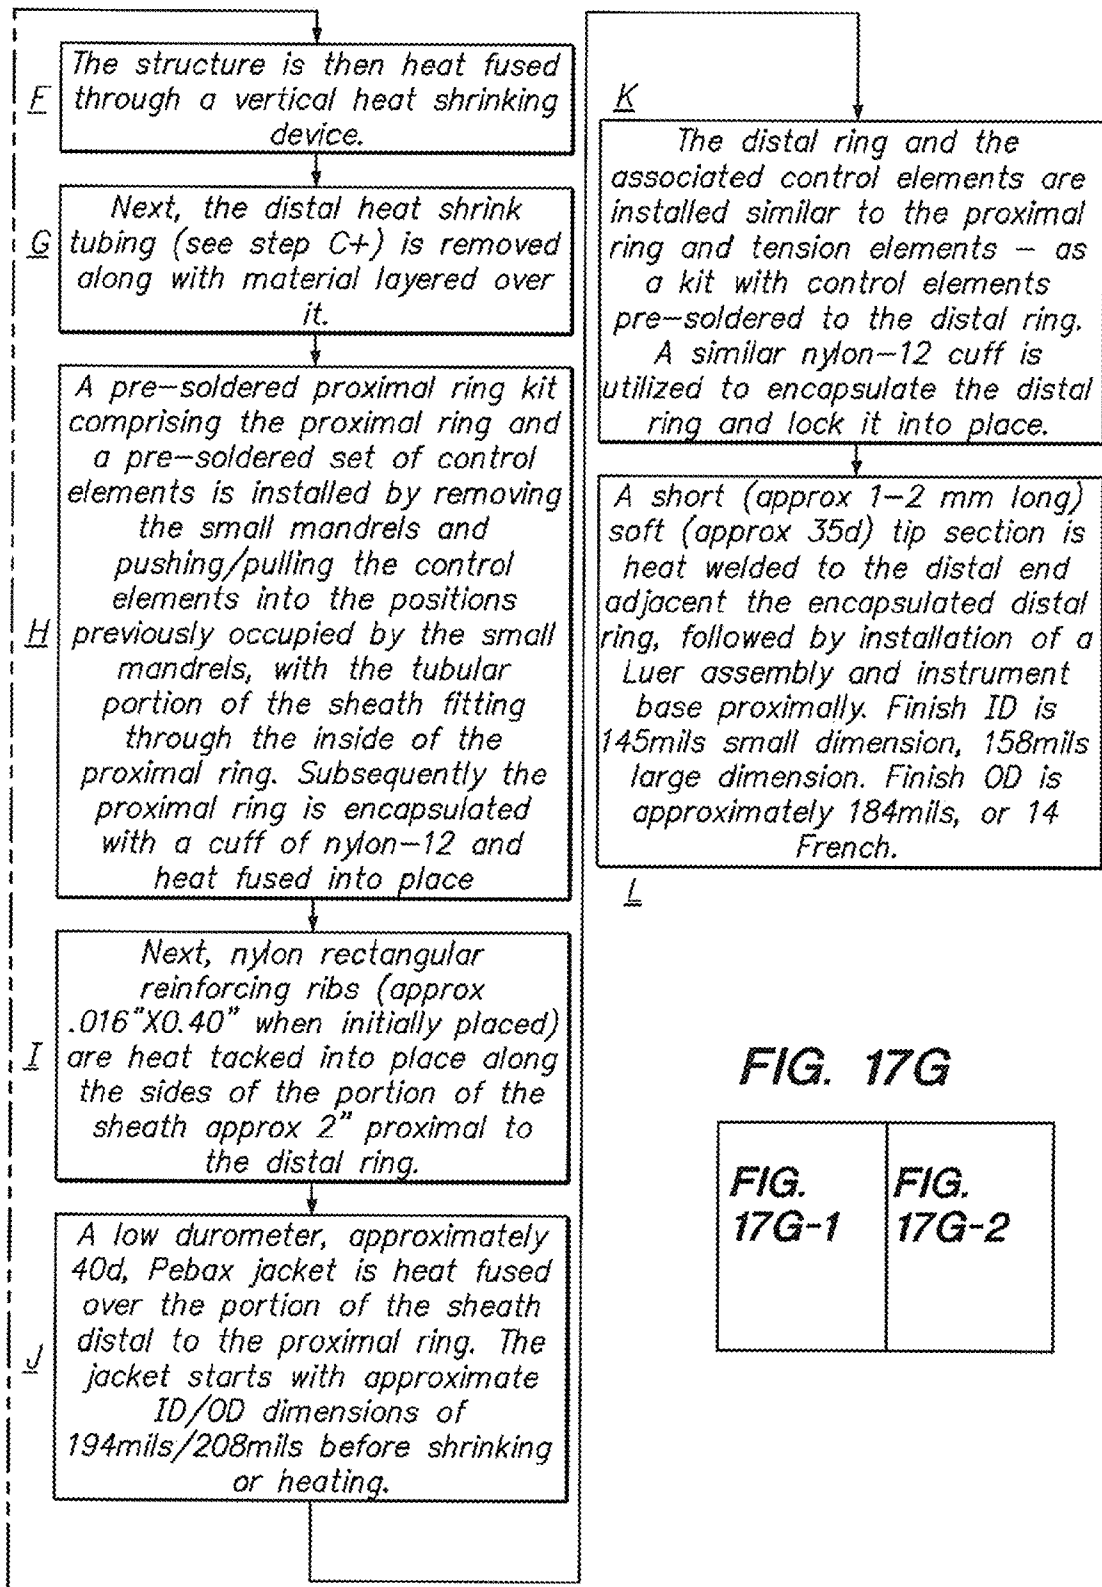 F
The structure is then heat fused
through a vertical heat shrinking
device.
G
Next, the distal heat shrink
tubing (see step C+) is removed
along with material layered over
it.
H
A pre-soldered proximal ring kit
comprising the proximal ring and
a pre-soldered set of control
elements is installed by removing
the small mandrels and
pushing/pulling the control
elements into the positions
previously occupied by the small
mandrels, with the tubular
portion of the sheath fitting
through the inside of the
proximal ring. Subsequently the
proximal ring is encapsulated
with a cuff of nylon-12 and
heat fused into place
I
Next, nylon rectangular
reinforcing ribs (approx
.016"X0.40" when initially placed)
are heat tacked into place along
the sides of the portion of the
sheath approx 2" proximal to
the distal ring.
J
A low durometer, approximately
40d, Pebax jacket is heat fused
over the portion of the sheath
distal to the proximal ring. The
jacket starts with approximate
ID/OD dimensions of
194mils/208mils before shrinking
or heating.
K
The distal ring and the
associated control elements are
installed similar to the proximal
ring and tension elements - as
a kit with control elements
pre-soldered to the distal ring.
A similar nylon-12 cuff is
utilized to encapsulate the distal
ring and lock it into place.
A short (approx 1-2 mm long)
soft (approx 35d) tip section is
heat welded to the distal end
adjacent the encapsulated distal
ring, followed by installation of a
Luer assembly and instrument
base proximally. Finish ID is
145mils small dimension, 158mils
large dimension. Finish OD is
approximately 184mils, or 14
French.
L
FIG. 17G
FIG.
17G-1
FIG.
17G-2